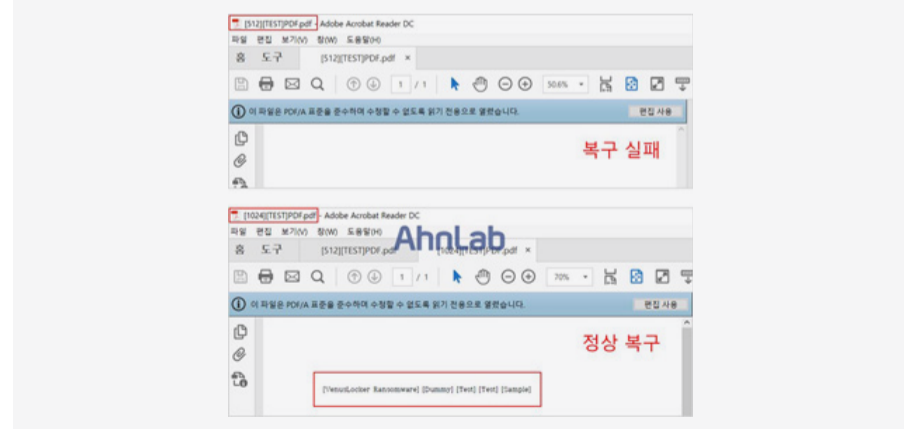 [512][TEST]PDF.pdf - Adobe Acrobat Reader DC
파일 편집 보기(V) 창(W) 도움말(H)
홈 도구 [512][TEST]PDF.pdf ×
1 / 1 50.6%
이 파일은 PDF/A 표준을 준수하며 수정할 수 없도록 읽기 전용으로 열렸습니다. 편집 사용
복구 실패
[1024][TEST]PDF.pdf - Adobe Acrobat Reader DC
파일 편집 보기(V) 창(W) 도움말(H)
AhnLab
홈 도구 [512][TEST]PDF.pdf [1024][TEST]PDF.pdf ×
1 / 1 70%
이 파일은 PDF/A 표준을 준수하며 수정할 수 없도록 읽기 전용으로 열렸습니다. 편집 사용
정상 복구
[VenusLocker Ransomware] [Dummy] [Test] [Test] [Sample]